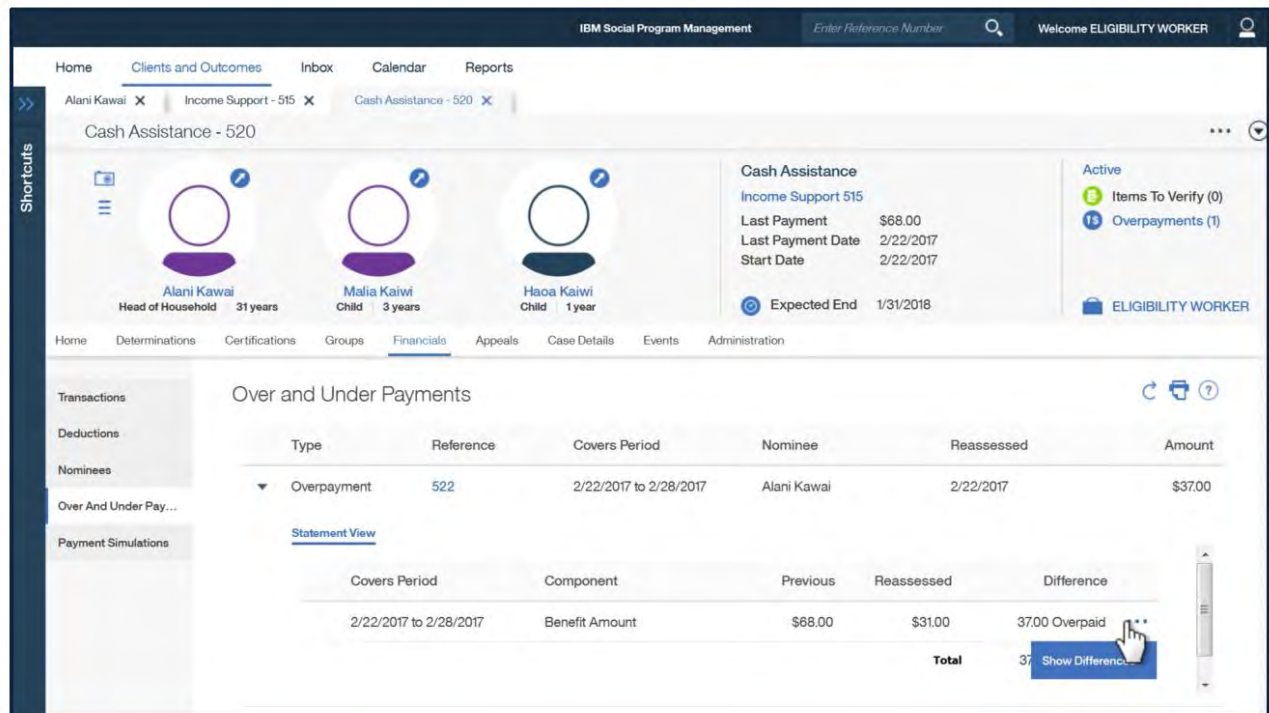 IBM Social Program Management Enter Reference Number Welcome ELIGIBILITY WORKER
Home Clients and Outcomes Inbox Calendar Reports
Alani Kawai X Income Support - 515 X Cash Assistance - 520 X
Cash Assistance - 520
Shortcuts
Cash Assistance
Income Support 515
Last Payment $68.00
Last Payment Date 2/22/2017
Start Date 2/22/2017
Expected End 1/31/2018
Active
Items To Verify (0)
Overpayments (1)
ELIGIBILITY WORKER
Alani Kawai
Head of Household 31 years
Malia Kaiwi
Child 3 years
Haoa Kaiwi
Child 1 year
Home Determinations Certifications Groups Financials Appeals Case Details Events Administration
Transactions
Deductions
Nominees
Over And Under Pay...
Payment Simulations
Over and Under Payments
Type Reference Covers Period Nominee Reassessed Amount
Overpayment 522 2/22/2017 to 2/28/2017 Alani Kawai 2/22/2017 $37.00
Statement View
Covers Period Component Previous Reassessed Difference
2/22/2017 to 2/28/2017 Benefit Amount $68.00 $31.00 37.00 Overpaid
Total 37
Show